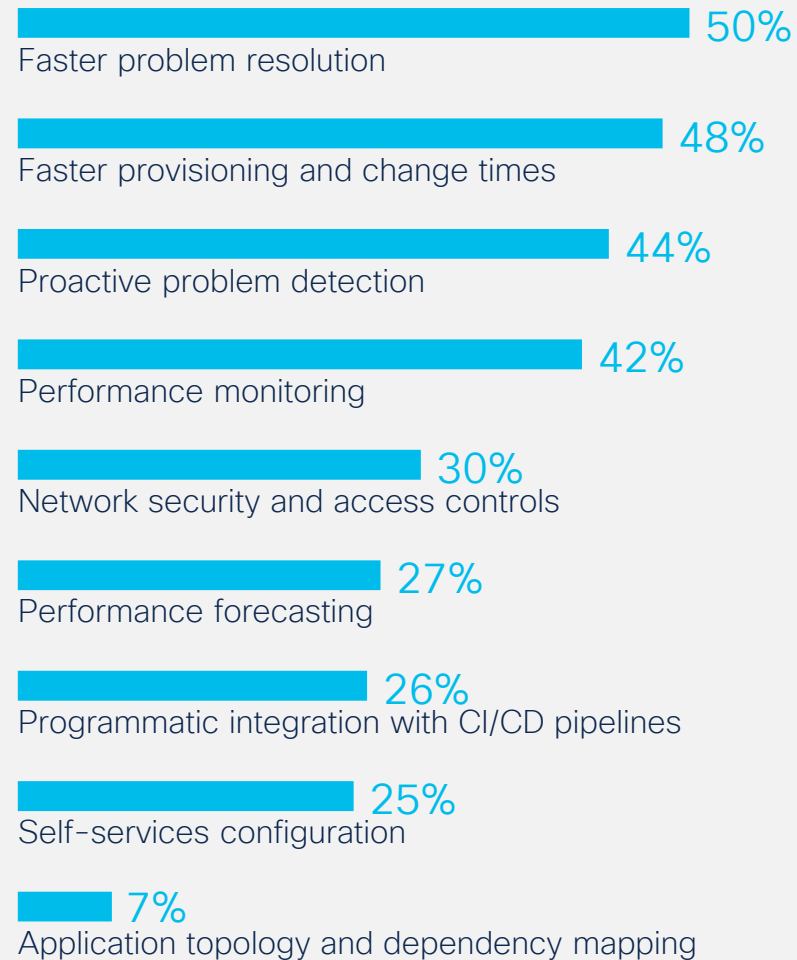 50%
Faster problem resolution
48%
Faster provisioning and change times
44%
Proactive problem detection
42%
Performance monitoring
30%
Network security and access controls
27%
Performance forecasting
26%
Programmatic integration with CI/CD pipelines
25%
Self-services configuration
7%
Application topology and dependency mapping